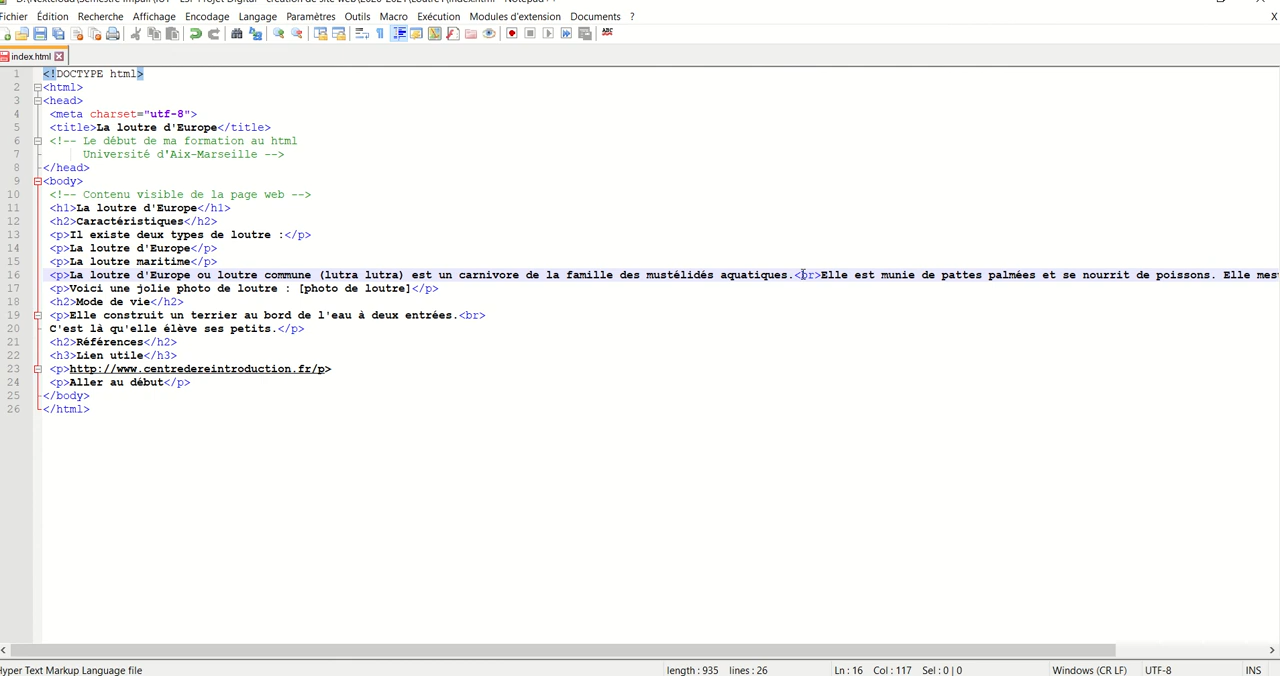 Fichier Édition Recherche Affichage Encodage Langage Paramètres Outils Macro Exécution Modules d'extension Documents ? X
index.html
1 <!DOCTYPE html>
2 <html>
3 <head>
4 <meta charset="utf-8">
5 <title>La loutre d'Europe</title>
6 <!-- Le début de ma formation au html
7 Université d'Aix-Marseille -->
8 </head>
9 <body>
10 <!-- Contenu visible de la page web -->
11 <h1>La loutre d'Europe</h1>
12 <h2>Caractéristiques</h2>
13 <p>Il existe deux types de loutre :</p>
14 <p>La loutre d'Europe</p>
15 <p>La loutre maritime</p>
16 <p>La loutre d'Europe ou loutre commune (lutra lutra) est un carnivore de la famille des mustélidés aquatiques.<br>Elle est munie de pattes palmées et se nourrit de poissons. Elle mes
17 <p>Voici une jolie photo de loutre : [photo de loutre]</p>
18 <h2>Mode de vie</h2>
19 <p>Elle construit un terrier au bord de l'eau à deux entrées.<br>
20 C'est là qu'elle élève ses petits.</p>
21 <h2>Références</h2>
22 <h3>Lien utile</h3>
23 <p>http://www.centredereintroduction.fr/p>
24 <p>Aller au début</p>
25 </body>
26 </html>
Hyper Text Markup Language file length : 935 lines : 26 Ln : 16 Col : 117 Sel : 0 | 0 Windows (CR LF) UTF-8 INS